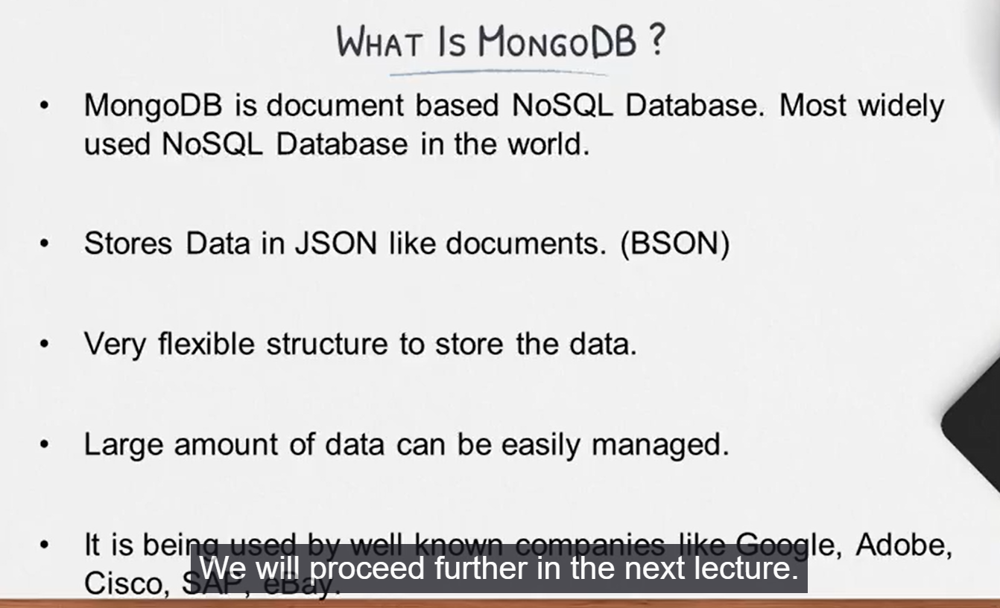 WHAT IS MONGODB ?
• MongoDB is document based NoSQL Database. Most widely
used NoSQL Database in the world.
• Stores Data in JSON like documents. (BSON)
• Very flexible structure to store the data.
• Large amount of data can be easily managed.
• It is being used by well known companies like Google, Adobe,
Cisco, SAP, eBay.
We will proceed further in the next lecture.